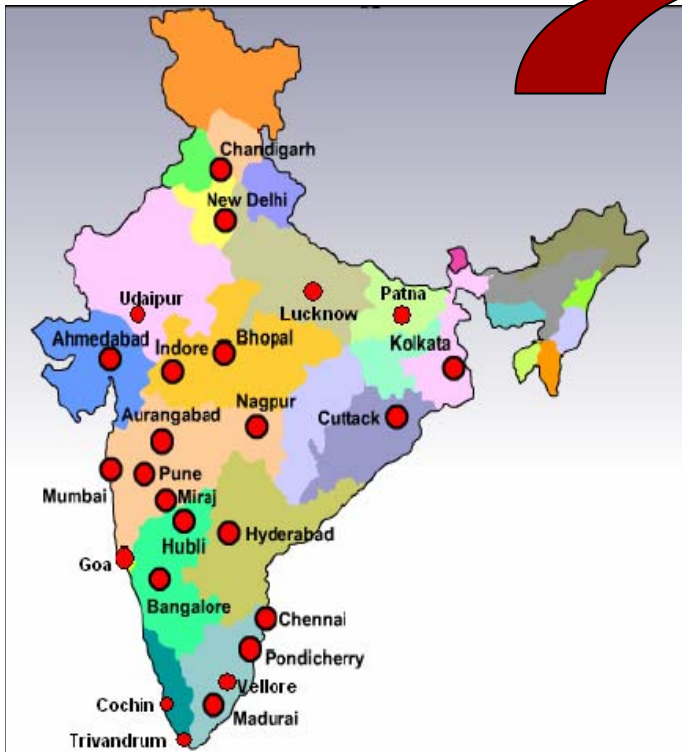 Chandigarh
New Delhi
Udaipur
Lucknow
Patna
Ahmedabad
Indore
Bhopal
Kolkata
Aurangabad
Nagpur
Cuttack
Mumbai
Pune
Miraj
Hubli
Hyderabad
Goa
Bangalore
Chennai
Pondicherry
Vellore
Cochin
Madurai
Trivandrum